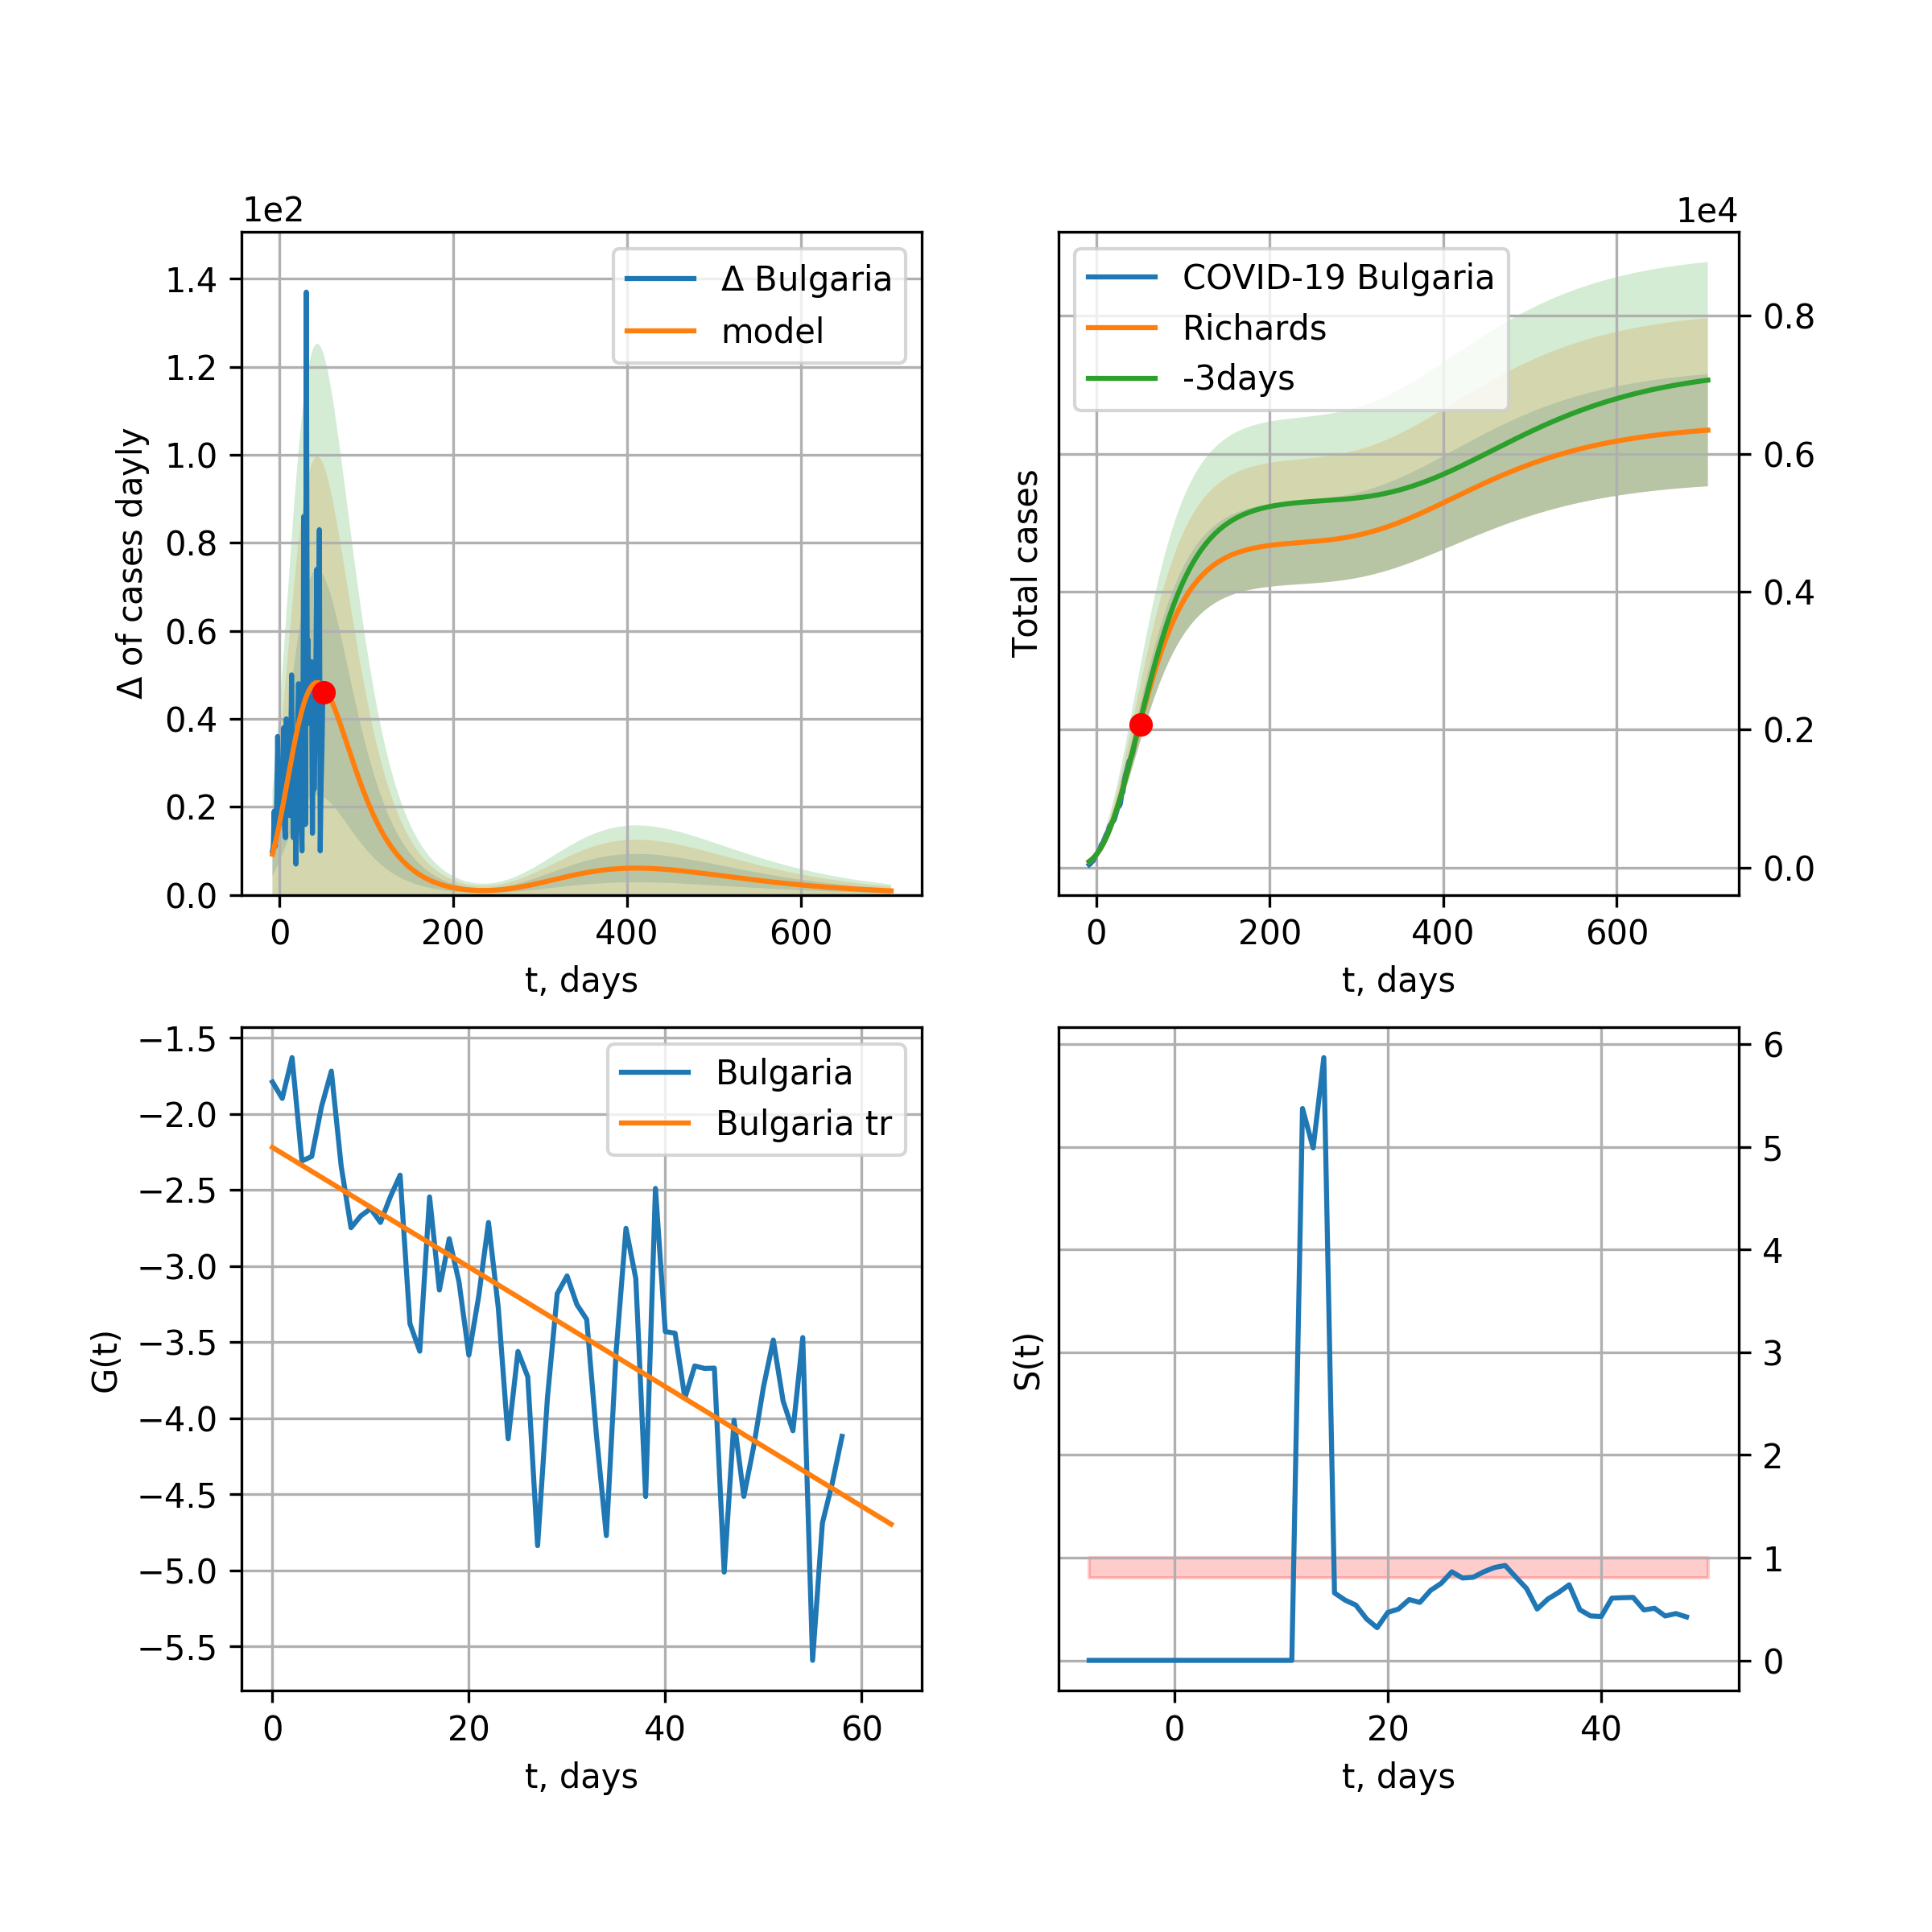 1e2
1.4
1.2
1.0
0.8
0.6
0.4
0.2
0.0
Δ of cases dayly
Δ Bulgaria
model
0 200 400 600
t, days
1e4
COVID-19 Bulgaria
Richards
-3days
Total cases
0.8
0.6
0.4
0.2
0.0
0 200 400 600
t, days
−1.5
−2.0
−2.5
−3.0
−3.5
−4.0
−4.5
−5.0
−5.5
G(t)
Bulgaria
Bulgaria tr
0 20 40 60
t, days
S(t)
6
5
4
3
2
1
0
0 20 40
t, days